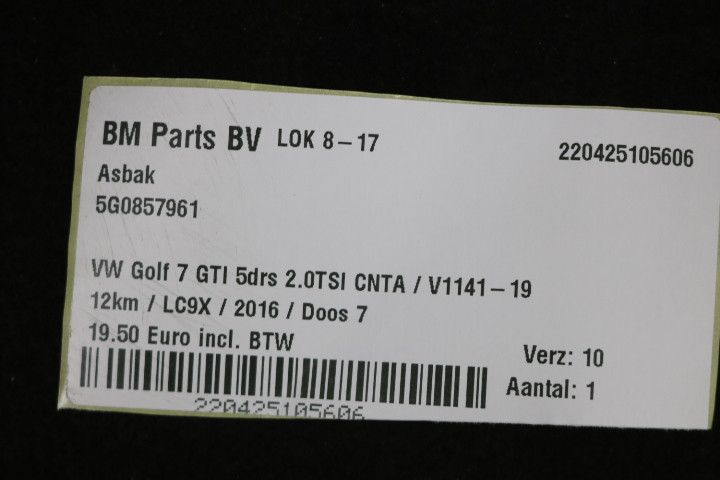 BM Parts BV LOK 8-17
220425105606
Asbak
5G0857961
VW Golf 7 GTI 5drs 2.0TSI CNTA / V1141-19
12km / LC9X / 2016 / Doos 7
19.50 Euro incl. BTW
Verz: 10
Aantal: 1
220425105606